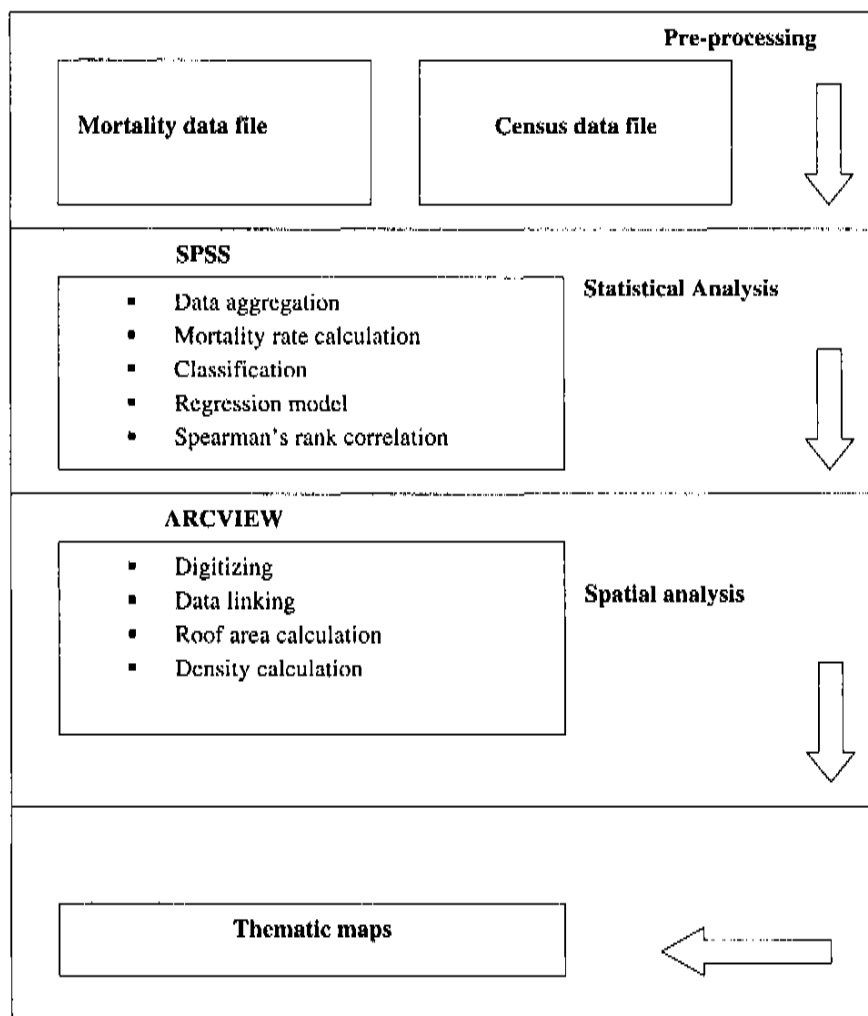 Pre-processing
Mortality data file
Census data file
SPSS
Statistical Analysis
▪ Data aggregation
• Mortality rate calculation
▪ Classification
▪ Regression model
• Spearman's rank correlation
ARCVIEW
Spatial analysis
▪ Digitizing
▪ Data linking
• Roof area calculation
▪ Density calculation
Thematic maps